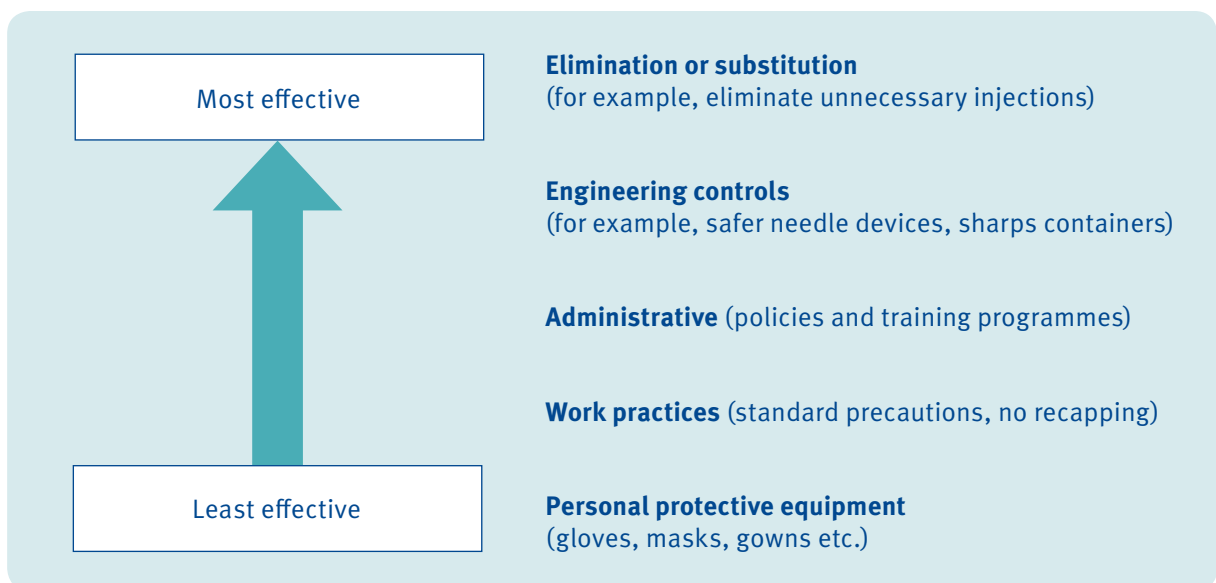 Most effective
Elimination or substitution
(for example, eliminate unnecessary injections)
Engineering controls
(for example, safer needle devices, sharps containers)
Administrative (policies and training programmes)
Work practices (standard precautions, no recapping)
Least effective
Personal protective equipment
(gloves, masks, gowns etc.)